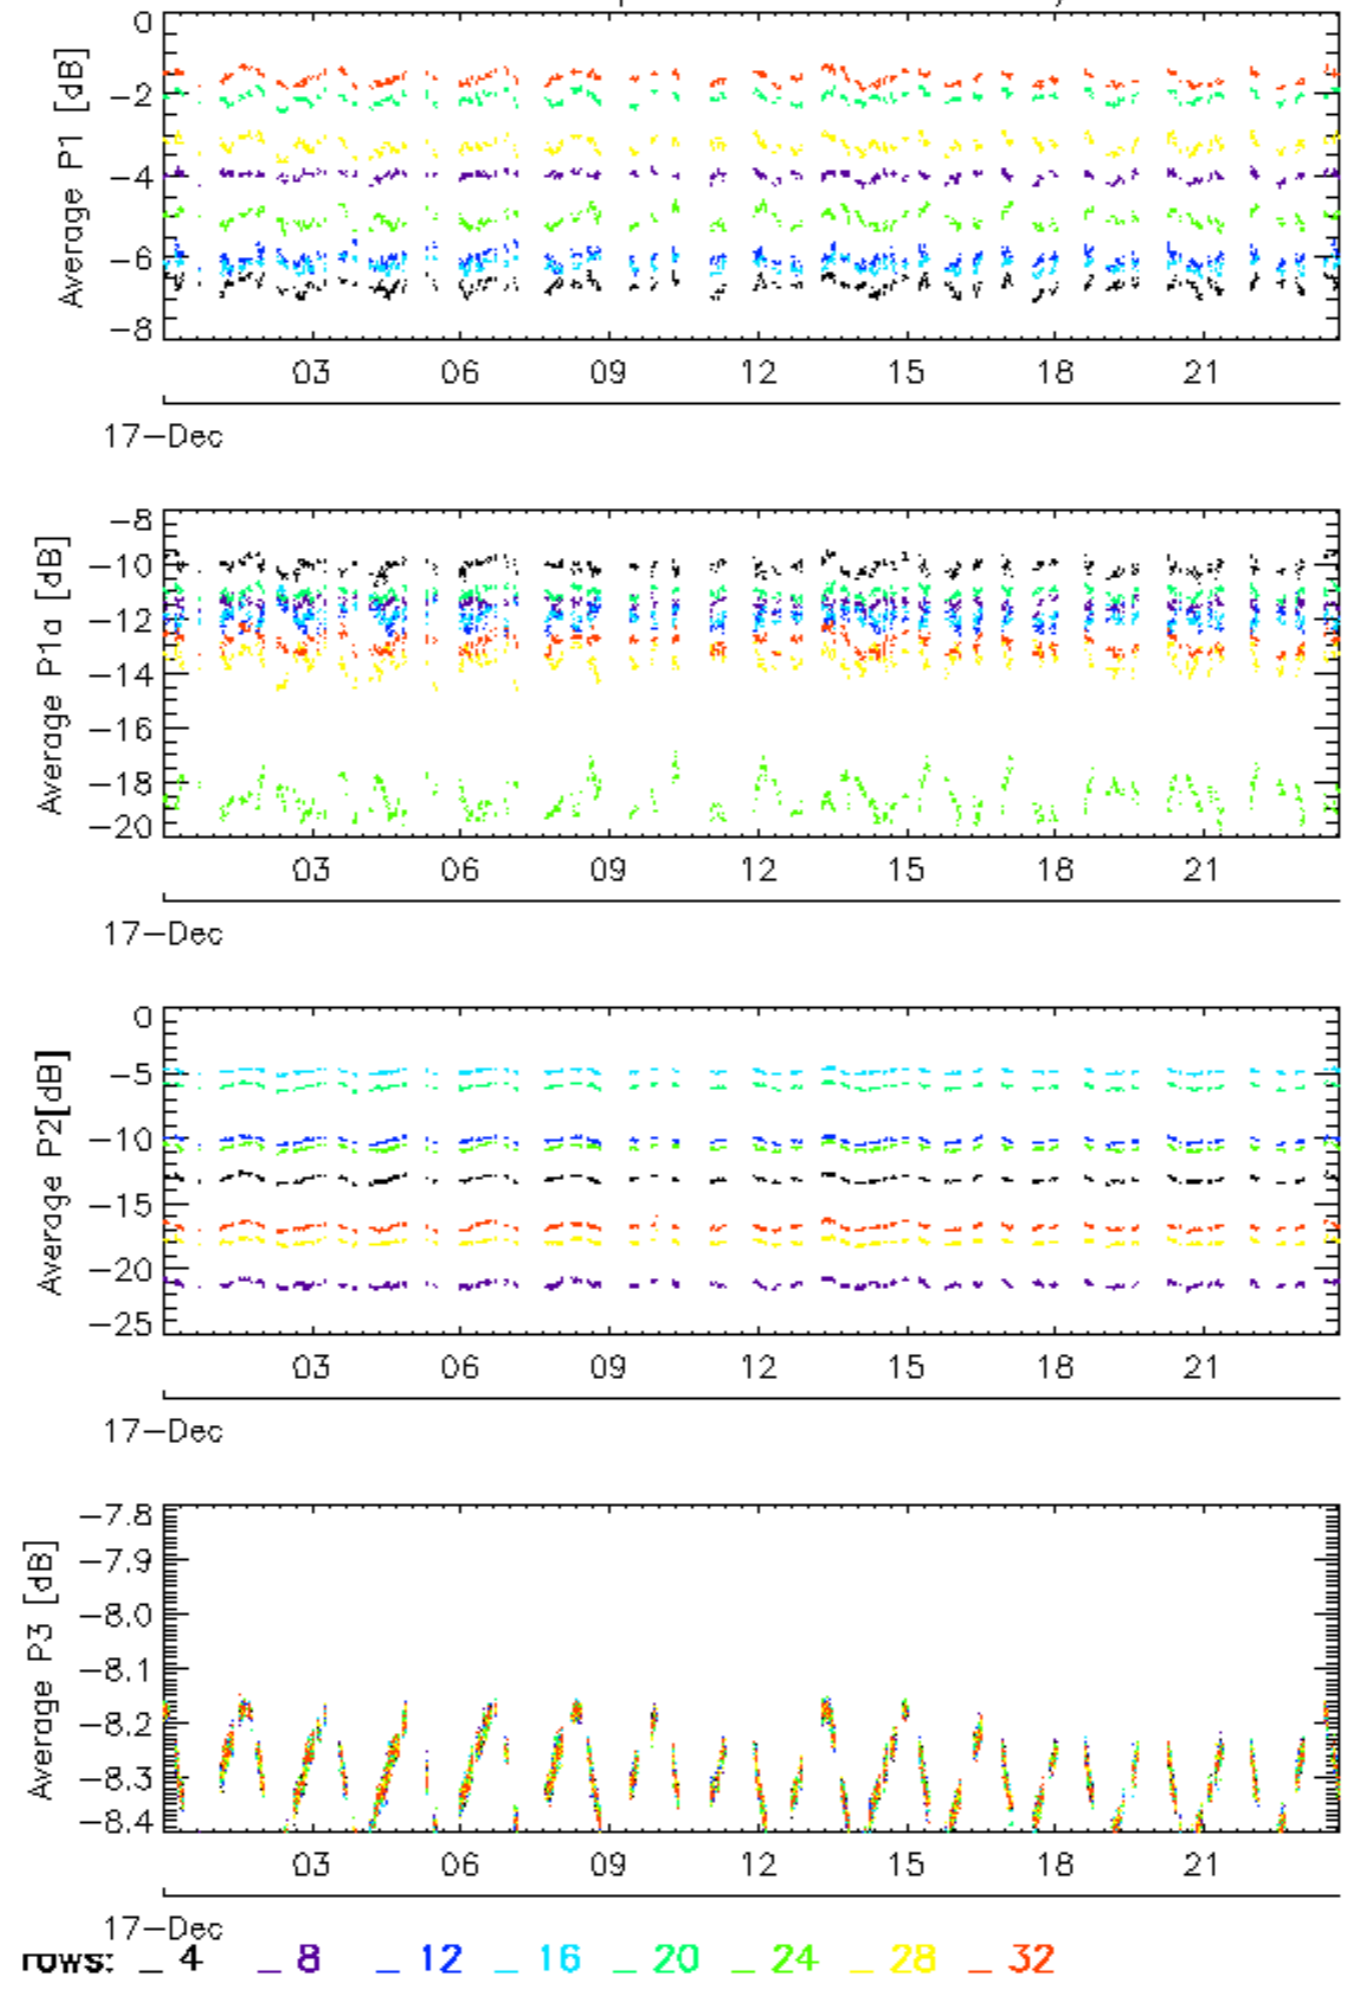 Average P1 [dB]
0
−2
−4
−6
−8
03 06 09 12 15 18 21
17−Dec
Average P1a [dB]
−8
−10
−12
−14
−16
−18
−20
03 06 09 12 15 18 21
17−Dec
Average P2[dB]
0
−5
−10
−15
−20
−25
03 06 09 12 15 18 21
17−Dec
Average P3 [dB]
−7.8
−7.9
−8.0
−8.1
−8.2
−8.3
−8.4
03 06 09 12 15 18 21
17−Dec
rows: _ 4 _ 8 _ 12 _ 16 _ 20 _ 24 _ 28 _ 32